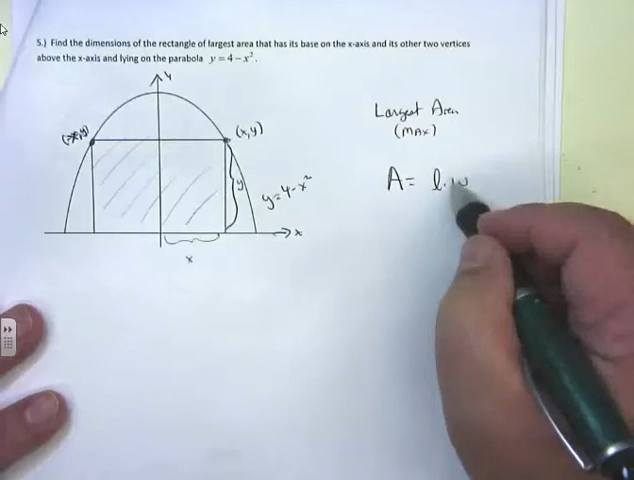 5.) Find the dimensions of the rectangle of largest area that has its base on the x-axis and its other two vertices
above the x-axis and lying on the parabola y = 4 – x².
y
(-x,y)
(x,y)
y
y=4-x²
x
x
Largest Area
(MAX)
A= l·w